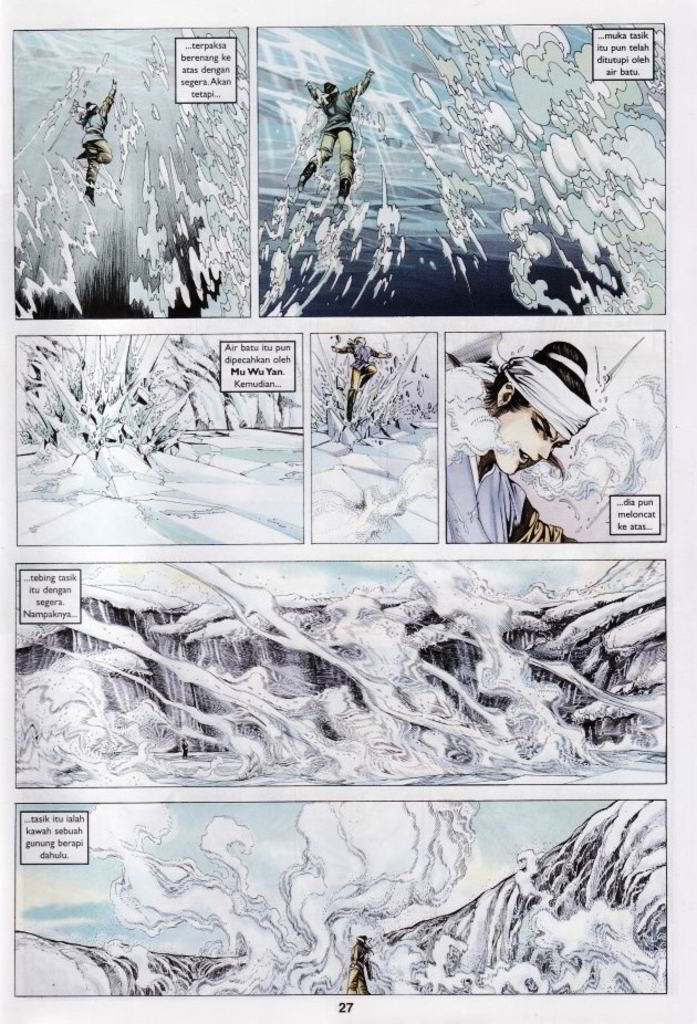 ...terpaksa
berenang ke
atas dengan
segera. Akan
tetapi...
...muka tasik
itu pun telah
ditutupi oleh
air batu.
Air batu itu pun
dipecahkan oleh
Mu Wu Yan.
Kemudian...
...dia pun
meloncat
ke atas...
...tebing tasik
itu dengan
segera.
Nampaknya...
...tasik itu ialah
kawah sebuah
gunung berapi
dahulu.
27